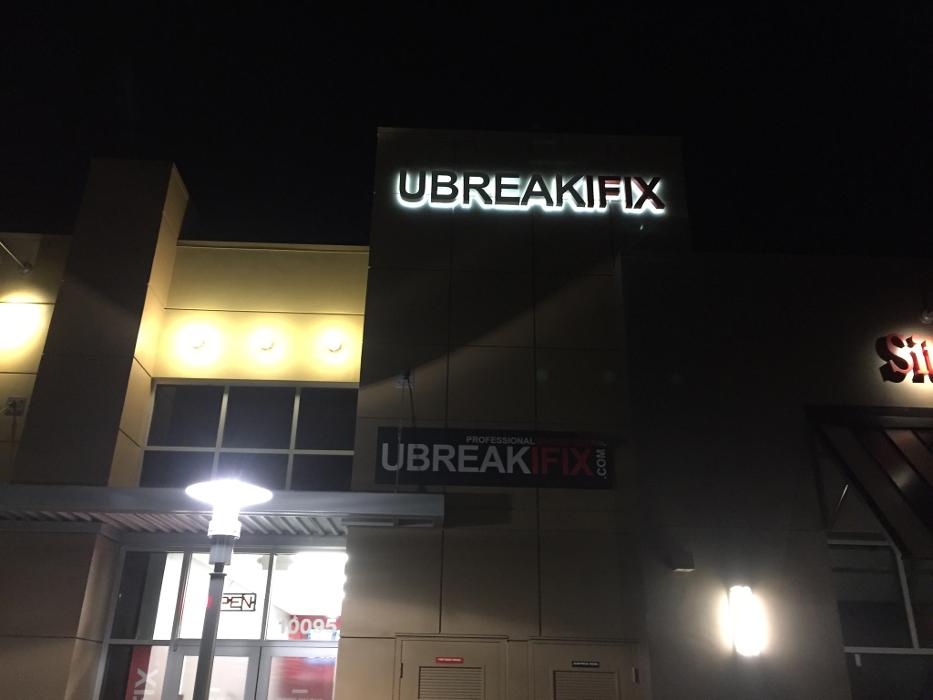 UBREAKIFIX
PROFESSIONAL
UBREAKIFIX
.COM
OPEN
10095